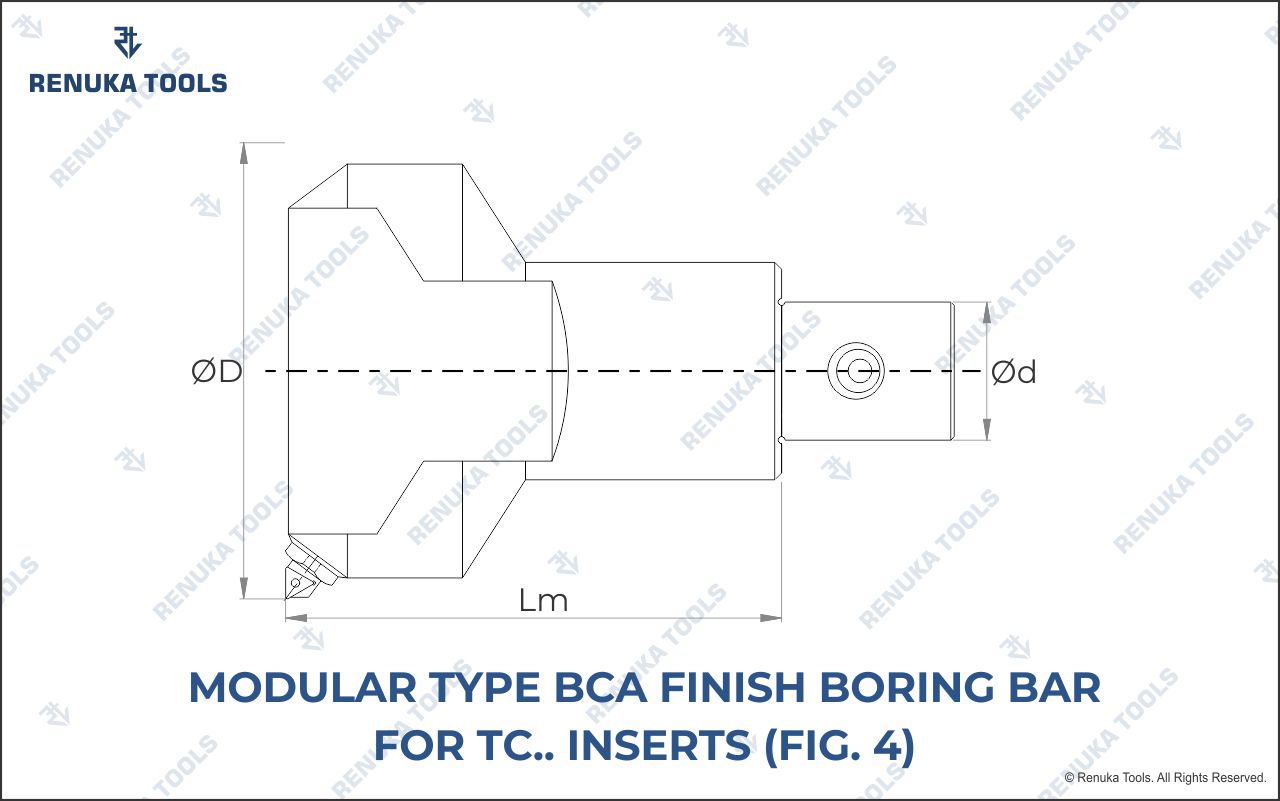 RENUKA TOOLS
ØD
Ød
Lm
MODULAR TYPE BCA FINISH BORING BAR
FOR TC.. INSERTS (FIG. 4)
© Renuka Tools. All Rights Reserved.